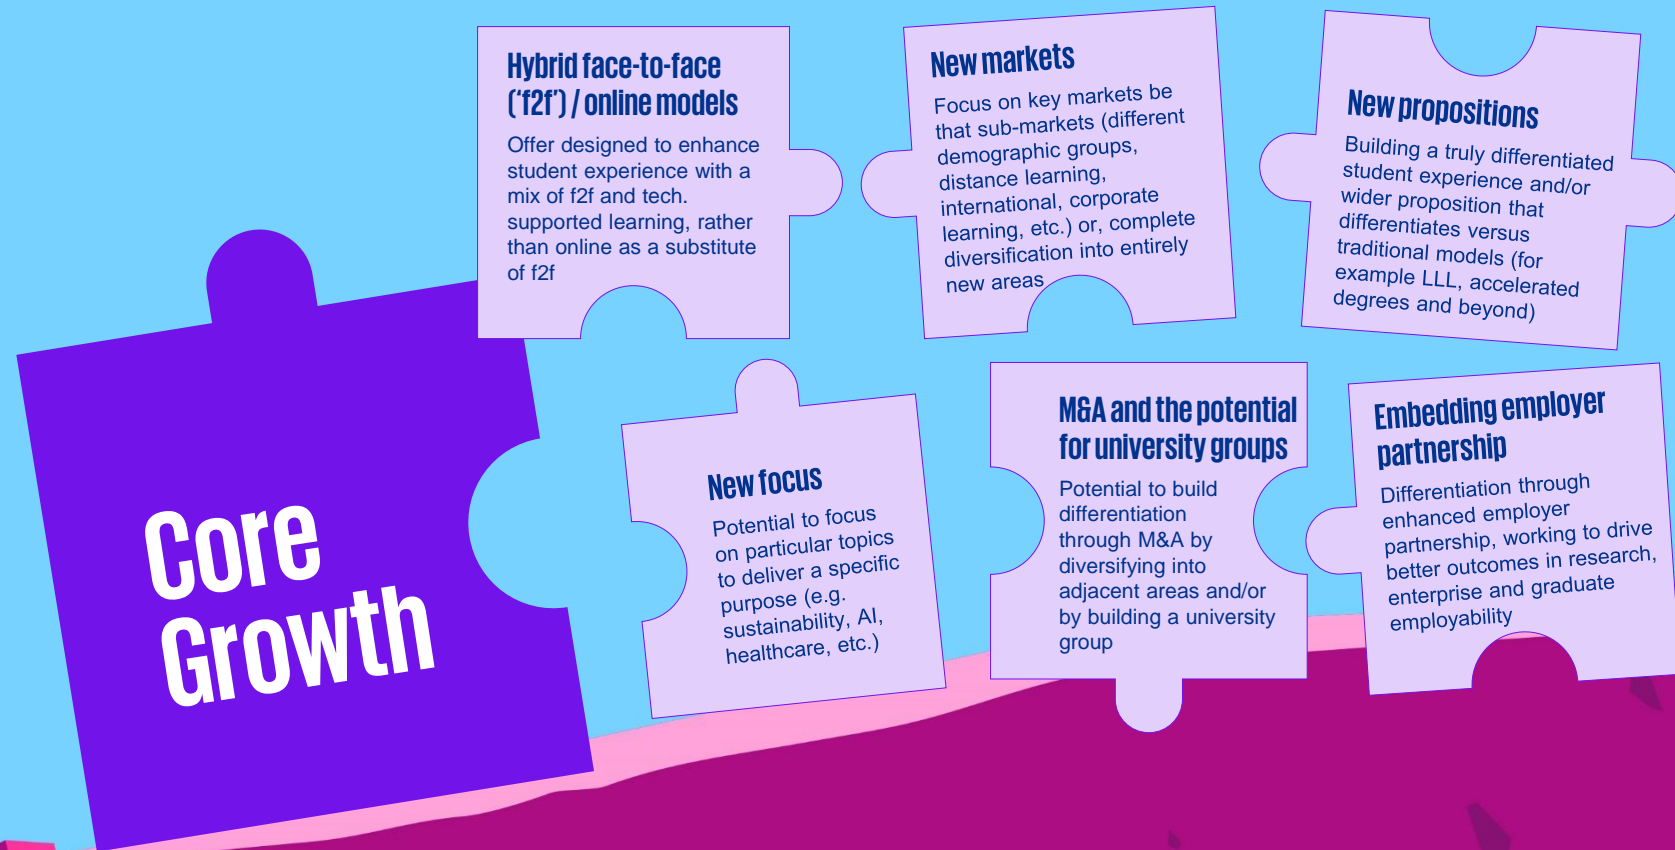 Hybrid face-to-face
(‘f2f’) / online models
Offer designed to enhance
student experience with a
mix of f2f and tech.
supported learning, rather
than online as a substitute
of f2f
New markets
Focus on key markets be
that sub-markets (different
demographic groups,
distance learning,
international, corporate
learning, etc.) or, complete
diversification into entirely
new areas
New propositions
Building a truly differentiated
student experience and/or
wider proposition that
differentiates versus
traditional models (for
example LLL, accelerated
degrees and beyond)
Core
Growth
New focus
Potential to focus
on particular topics
to deliver a specific
purpose (e.g.
sustainability, AI,
healthcare, etc.)
M&A and the potential
for university groups
Potential to build
differentiation
through M&A by
diversifying into
adjacent areas and/or
by building a university
group
Embedding employer
partnership
Differentiation through
enhanced employer
partnership, working to drive
better outcomes in research,
enterprise and graduate
employability